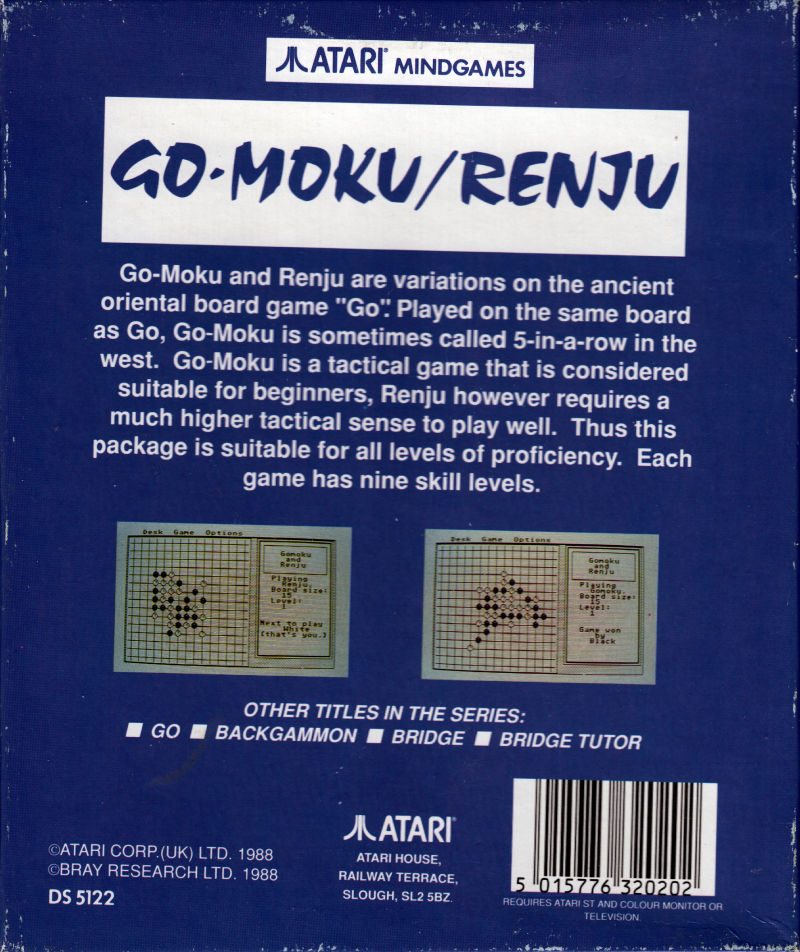 ATARI® MINDGAMES
GO-MOKU/RENJU
Go-Moku and Renju are variations on the ancient
oriental board game "Go". Played on the same board
as Go, Go-Moku is sometimes called 5-in-a-row in the
west. Go-Moku is a tactical game that is considered
suitable for beginners, Renju however requires a
much higher tactical sense to play well. Thus this
package is suitable for all levels of proficiency. Each
game has nine skill levels.
Desk Game Options
Gomoku
and
Renju
Playing
Renju.
Board size:
15
Level:
1
Next to play
White
(that's you.)
Desk Game Options
Gomoku
and
Renju
Playing
Gomoku.
Board size:
15
Level:
1
Game won
by
Black
OTHER TITLES IN THE SERIES:
■ GO ■ BACKGAMMON ■ BRIDGE ■ BRIDGE TUTOR
©ATARI CORP.(UK) LTD. 1988
©BRAY RESEARCH LTD. 1988
DS 5122
ATARI®
ATARI HOUSE,
RAILWAY TERRACE,
SLOUGH, SL2 5BZ.
5 015776 320202
REQUIRES ATARI ST AND COLOUR MONITOR OR
TELEVISION.